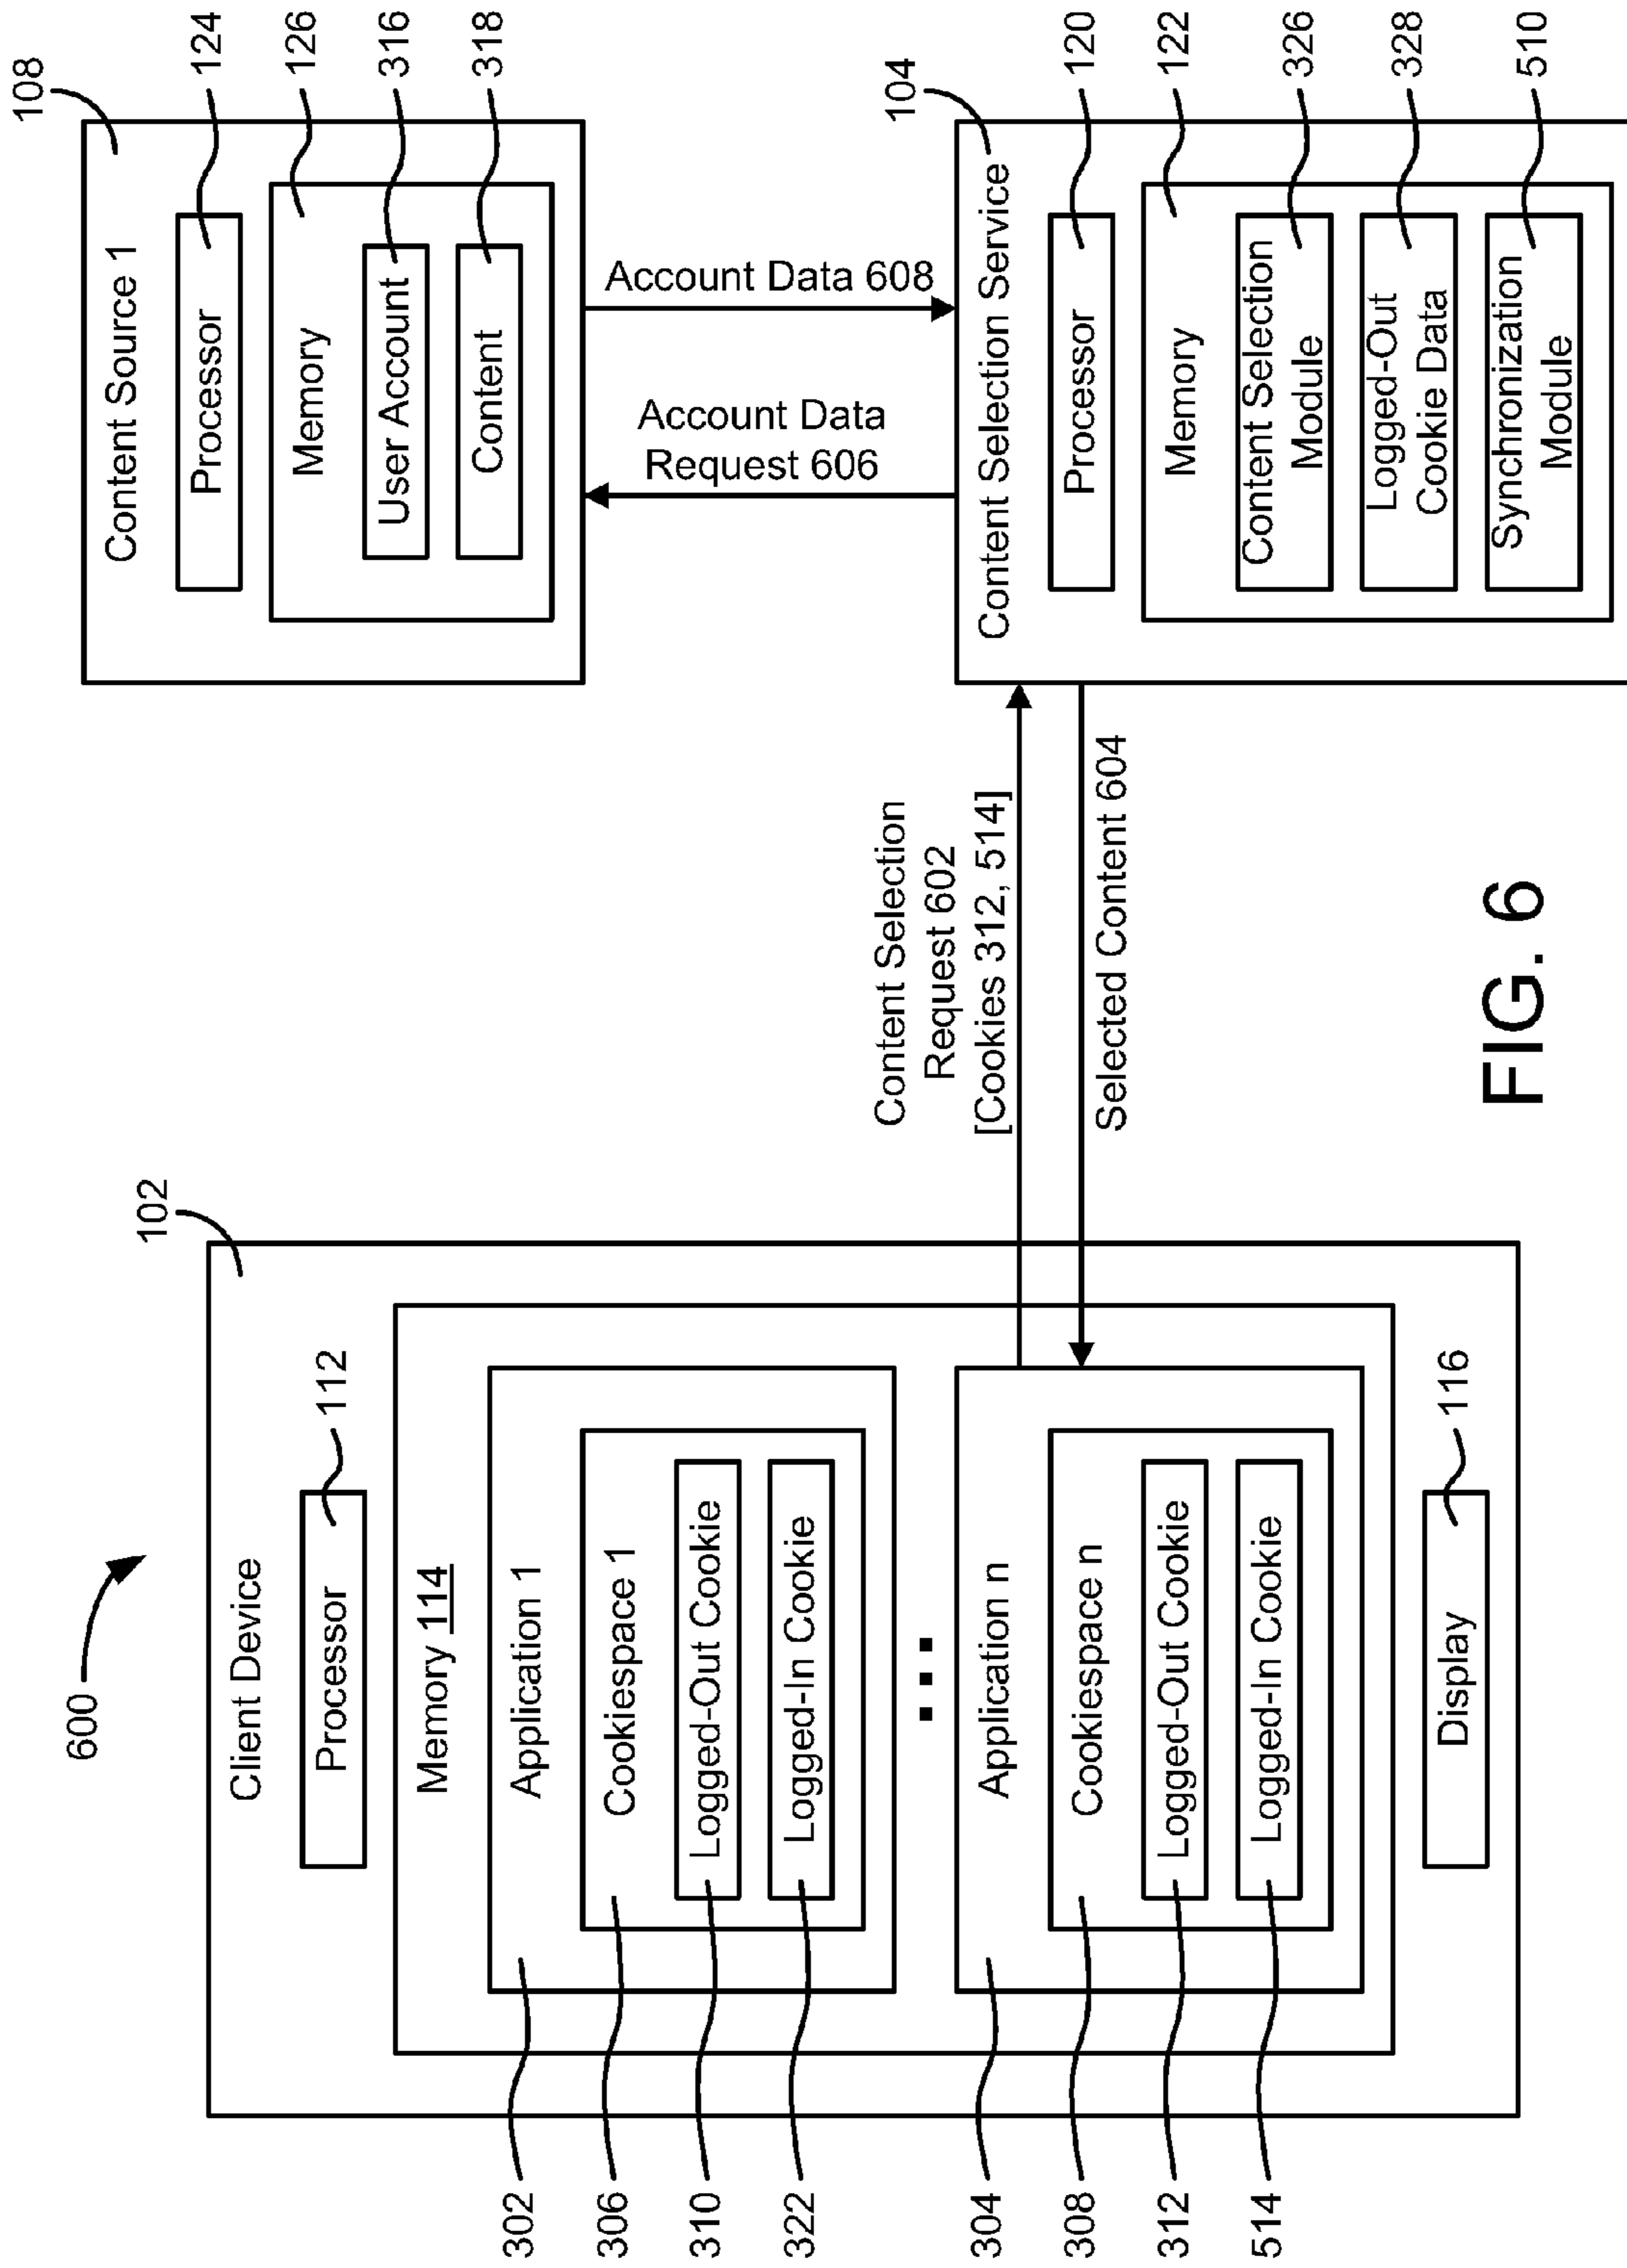 600
Client Device
102
Processor
112
Memory 114
Application 1
302
Cookiespace 1
306
Logged-Out Cookie
310
Logged-In Cookie
322
...
Application n
304
Cookiespace n
308
Logged-Out Cookie
312
Logged-In Cookie
514
Display
116
Content Selection
Request 602
[Cookies 312, 514]
Selected Content 604
Content Source 1
108
Processor
124
Memory
126
User Account
316
Content
318
Account Data
Request 606
Account Data 608
Content Selection Service
104
Processor
120
Memory
122
Content Selection
Module
326
Logged-Out
Cookie Data
328
Synchronization
Module
510
FIG. 6